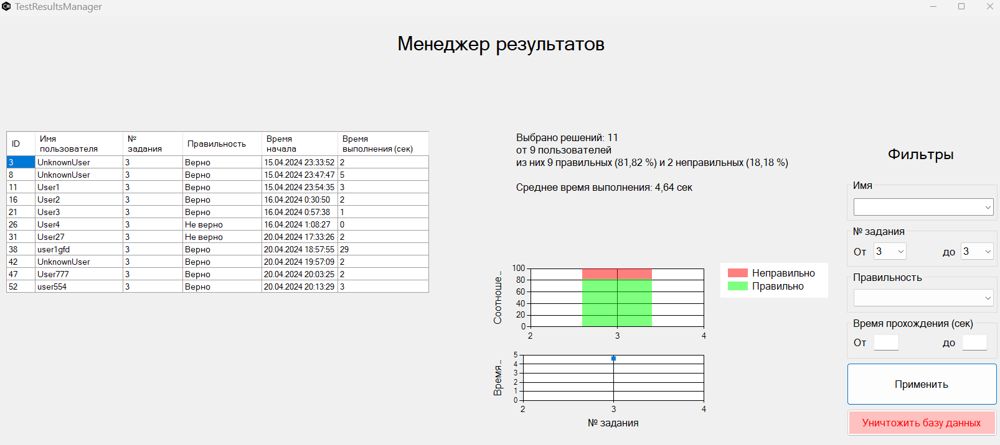 TestResultsManager
Менеджер результатов
ID
Имя пользователя
№ задания
Правильность
Время начала
Время выполнения (сек)
3 UnknownUser 3 Верно 15.04.2024 23:33:52 2
8 UnknownUser 3 Верно 15.04.2024 23:47:47 5
11 User1 3 Верно 15.04.2024 23:54:35 3
16 User2 3 Верно 16.04.2024 0:30:50 2
21 User3 3 Верно 16.04.2024 0:57:38 1
26 User4 3 Не верно 16.04.2024 1:08:27 0
31 User27 3 Не верно 20.04.2024 17:33:26 2
38 user1gfd 3 Верно 20.04.2024 18:57:55 29
42 UnknownUser 3 Верно 20.04.2024 19:57:09 2
47 User777 3 Верно 20.04.2024 20:03:25 2
52 user554 3 Верно 20.04.2024 20:13:29 3
Выбрано решений: 11
от 9 пользователей
из них 9 правильных (81,82 %) и 2 неправильных (18,18 %)
Среднее время выполнения: 4,64 сек
Соотноше...
100
80
60
40
20
0
2 3 4
Неправильно
Правильно
Время...
5
4
3
2
1
0
2 3 4
№ задания
Фильтры
Имя
№ задания
От 3 до 3
Правильность
Время прохождения (сек)
От до
Применить
Уничтожить базу данных